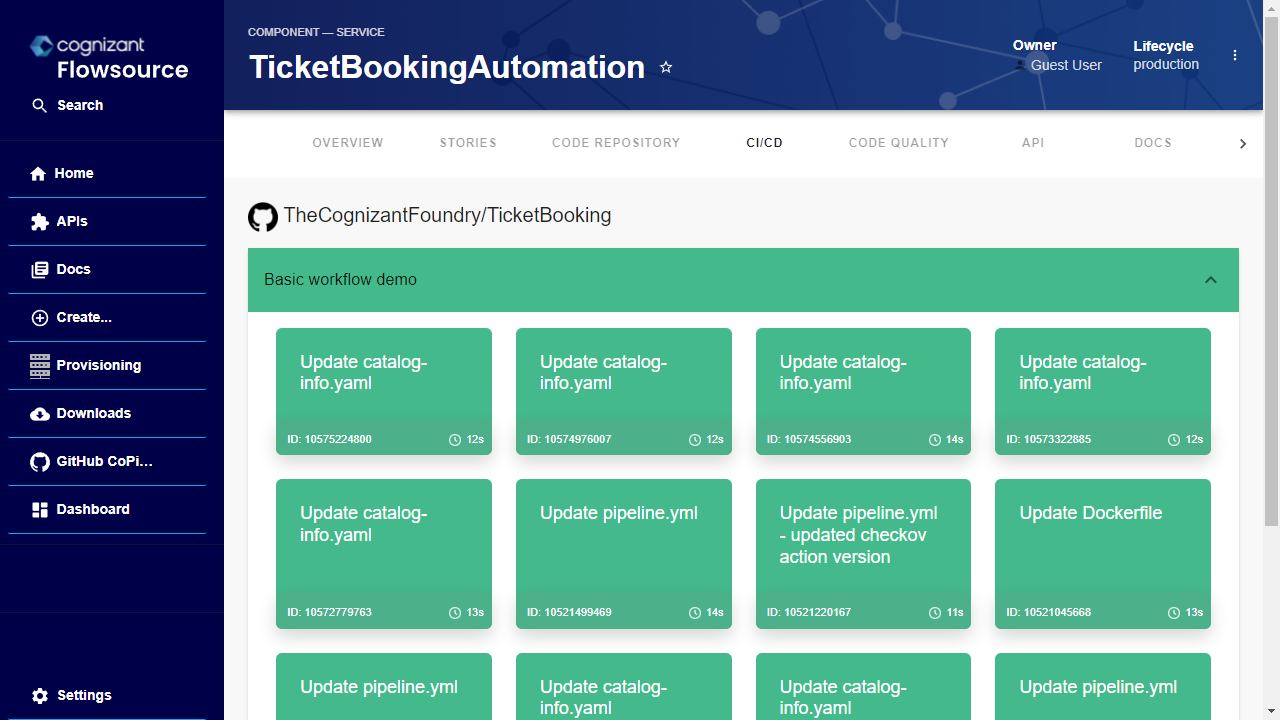 cognizant
Flowsource
Search
Home
APIs
Docs
Create...
Provisioning
Downloads
GitHub CoPi...
Dashboard
Settings
COMPONENT — SERVICE
TicketBookingAutomation
Owner
Guest User
Lifecycle
production
OVERVIEW STORIES CODE REPOSITORY CI/CD CODE QUALITY API DOCS
TheCognizantFoundry/TicketBooking
Basic workflow demo
Update catalog-
info.yaml
ID: 10575224800 12s
Update catalog-
info.yaml
ID: 10574976007 12s
Update catalog-
info.yaml
ID: 10574556903 14s
Update catalog-
info.yaml
ID: 10573322885 12s
Update catalog-
info.yaml
ID: 10572779763 13s
Update pipeline.yml
ID: 10521499469 14s
Update pipeline.yml
- updated checkov
action version
ID: 10521220167 11s
Update Dockerfile
ID: 10521045668 13s
Update pipeline.yml
Update catalog-
info.yaml
Update catalog-
info.yaml
Update pipeline.yml